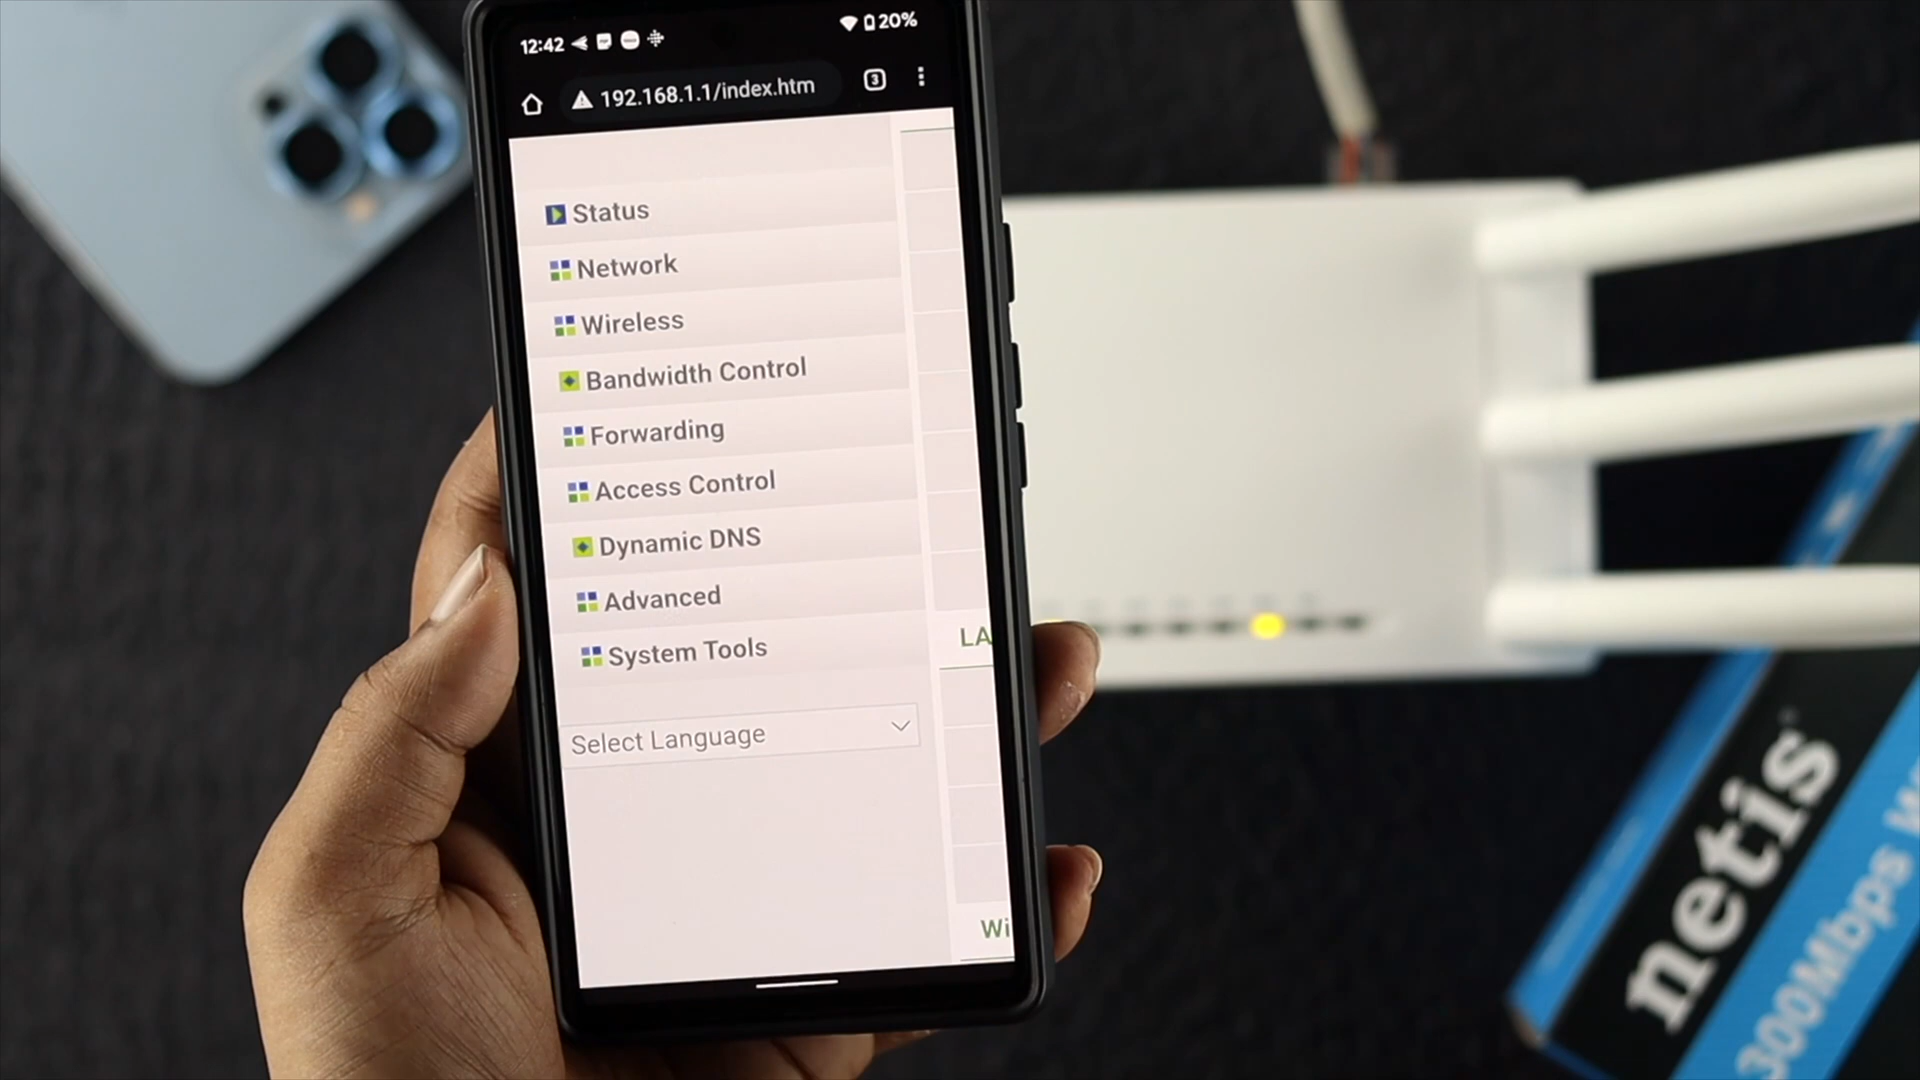 12:42
20%
192.168.1.1/index.htm
3
Status
Network
Wireless
Bandwidth Control
Forwarding
Access Control
Dynamic DNS
Advanced
System Tools
Select Language
LA
Wi
netis
300Mbps